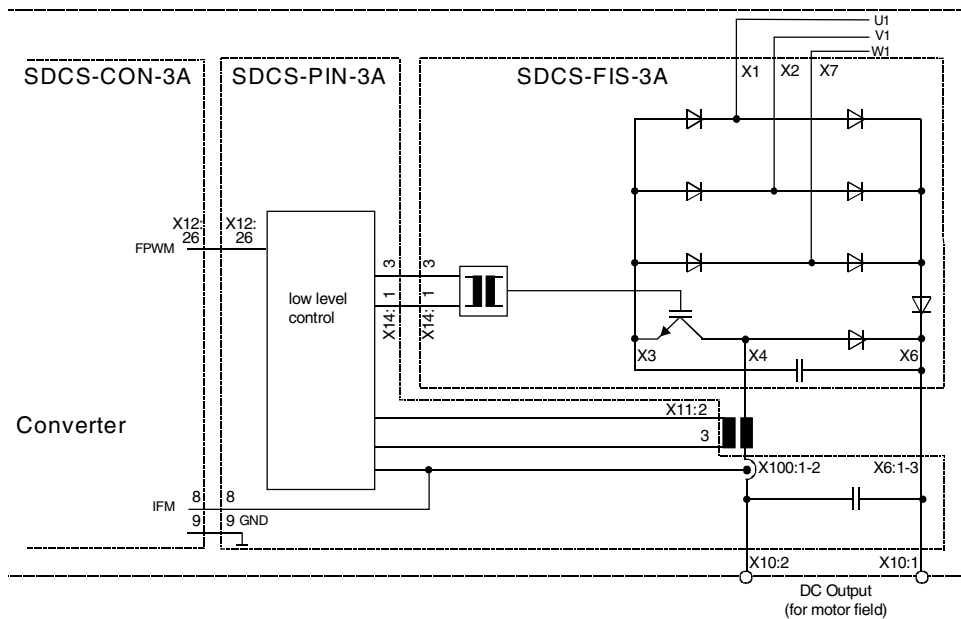 U1
V1
W1
SDCS-CON-3A
SDCS-PIN-3A
SDCS-FIS-3A
X1
X2
X7
X12:
26
X12:
26
FPWM
low level
control
3
3
X14: 1
X14: 1
X3
X4
X6
Converter
X11:2
3
X100:1-2
X6:1-3
IFM
8
8
9
9 GND
X10:2
X10:1
DC Output
(for motor field)